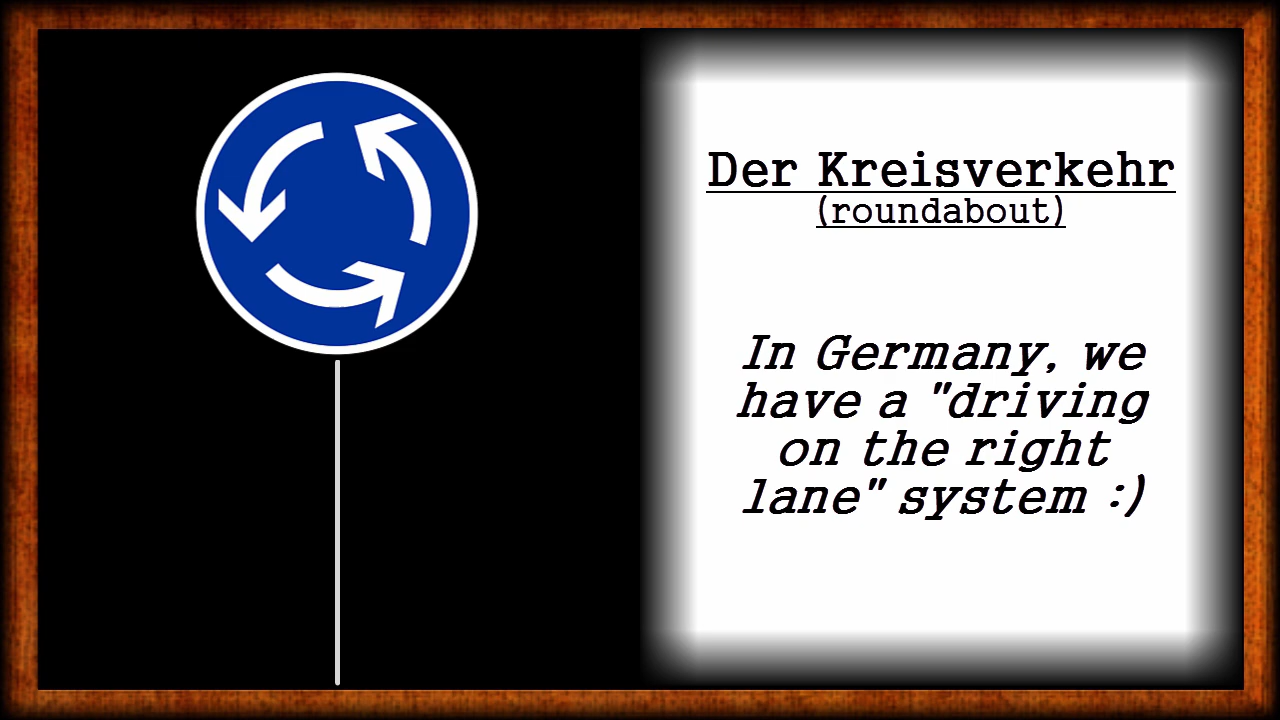 Der Kreisverkehr
(roundabout)
In Germany, we
have a "driving
on the right
lane" system :)